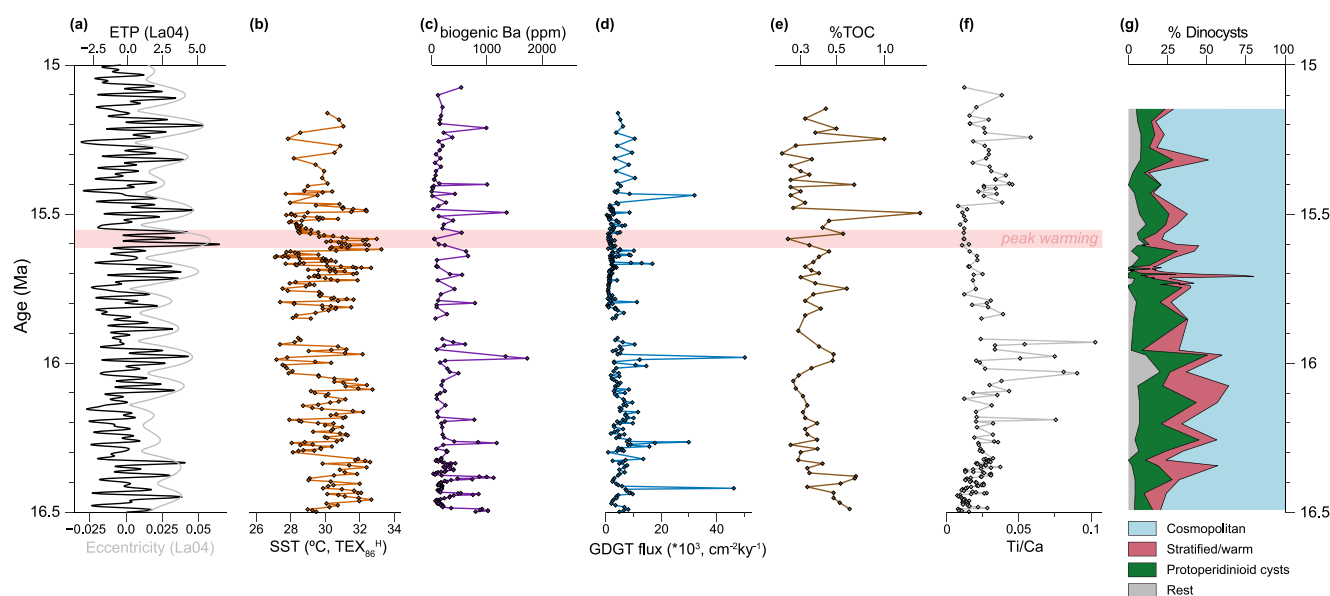 (a) ETP (La04)
−2.5 0.0 2.5 5.0
(b)
(c) biogenic Ba (ppm)
0 1000 2000
(d)
(e) %TOC
0.3 0.5 1.0
(f)
(g) % Dinocysts
0 25 50 75 100
Age (Ma)
15
15.5
16
16.5
15
15.5
16
16.5
peak warming
−0.025 0.0 0.025 0.05
Eccentricity (La04)
26 28 30 32 34
SST (ºC, TEX₈₆ᴴ)
0 20 40
GDGT flux (*10³, cm⁻²ky⁻¹)
0 0.05 0.1
Ti/Ca
Cosmopolitan
Stratified/warm
Protoperidinioid cysts
Rest